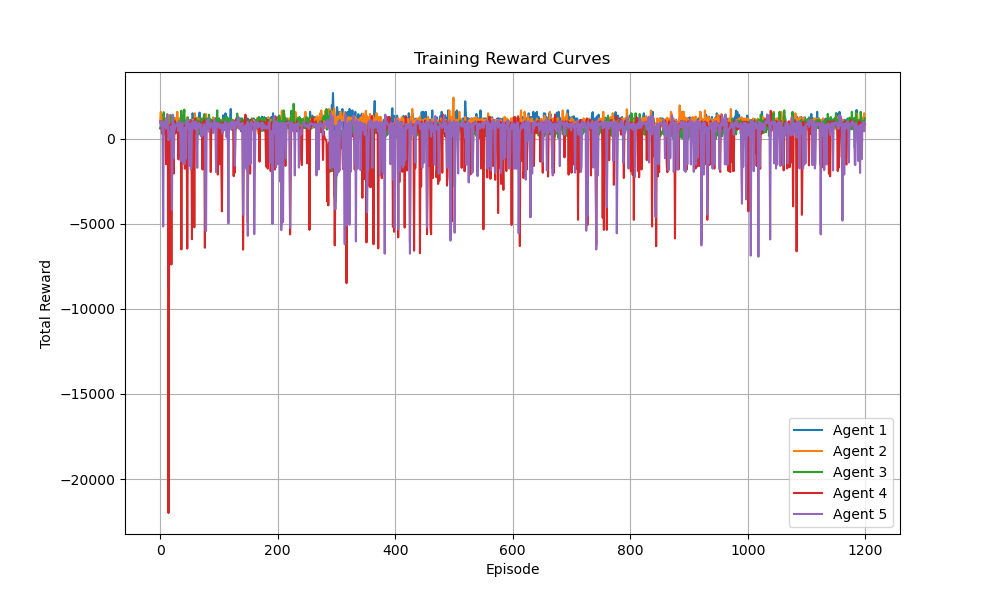 Training Reward Curves
Total Reward
0
−5000
−10000
−15000
−20000
0 200 400 600 800 1000 1200
Episode
Agent 1
Agent 2
Agent 3
Agent 4
Agent 5